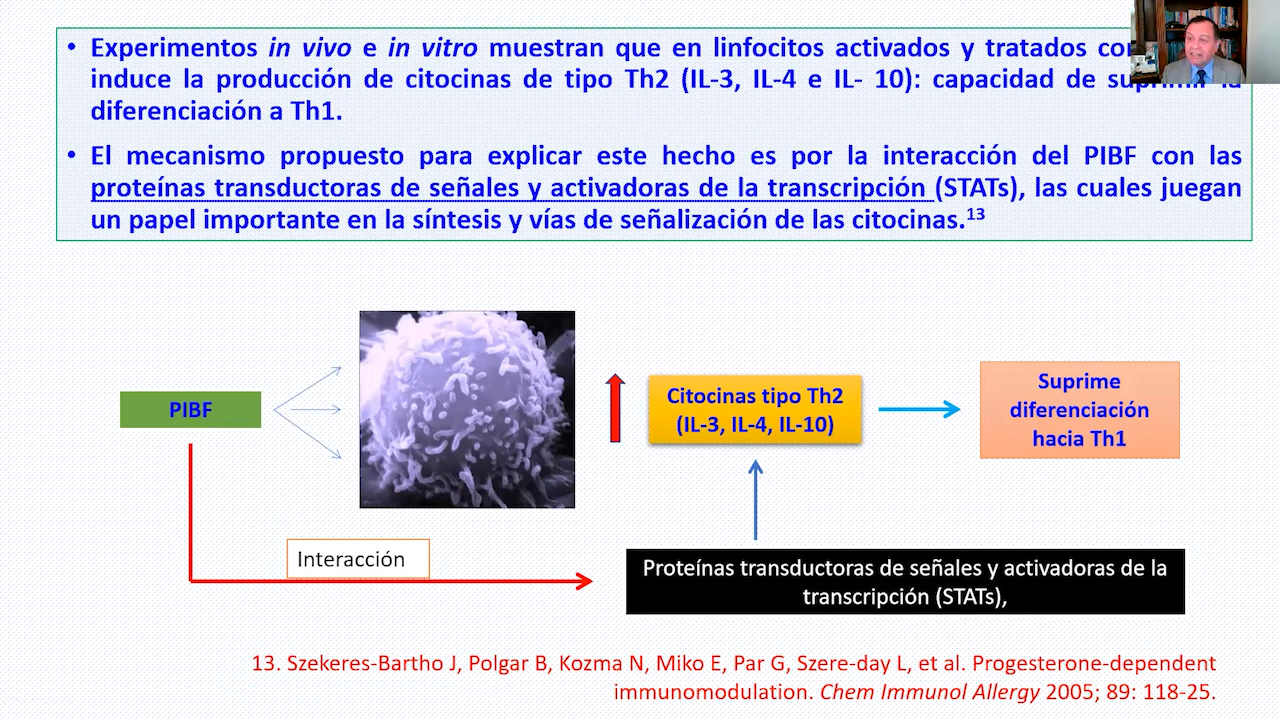 • Experimentos in vivo e in vitro muestran que en linfocitos activados y tratados
induce la producción de citocinas de tipo Th2 (IL-3, IL-4 e IL- 10): capacidad de
diferenciación a Th1.
• El mecanismo propuesto para explicar este hecho es por la interacción del PIBF con las
proteínas transductoras de señales y activadoras de la transcripción (STATs), las cuales juegan
un papel importante en la síntesis y vías de señalización de las citocinas.13
PIBF
Citocinas tipo Th2
(IL-3, IL-4, IL-10)
Suprime
diferenciación
hacia Th1
Interacción
Proteínas transductoras de señales y activadoras de la
transcripción (STATs),
13. Szekeres-Bartho J, Polgar B, Kozma N, Miko E, Par G, Szere-day L, et al. Progesterone-dependent
immunomodulation. Chem Immunol Allergy 2005; 89: 118-25.